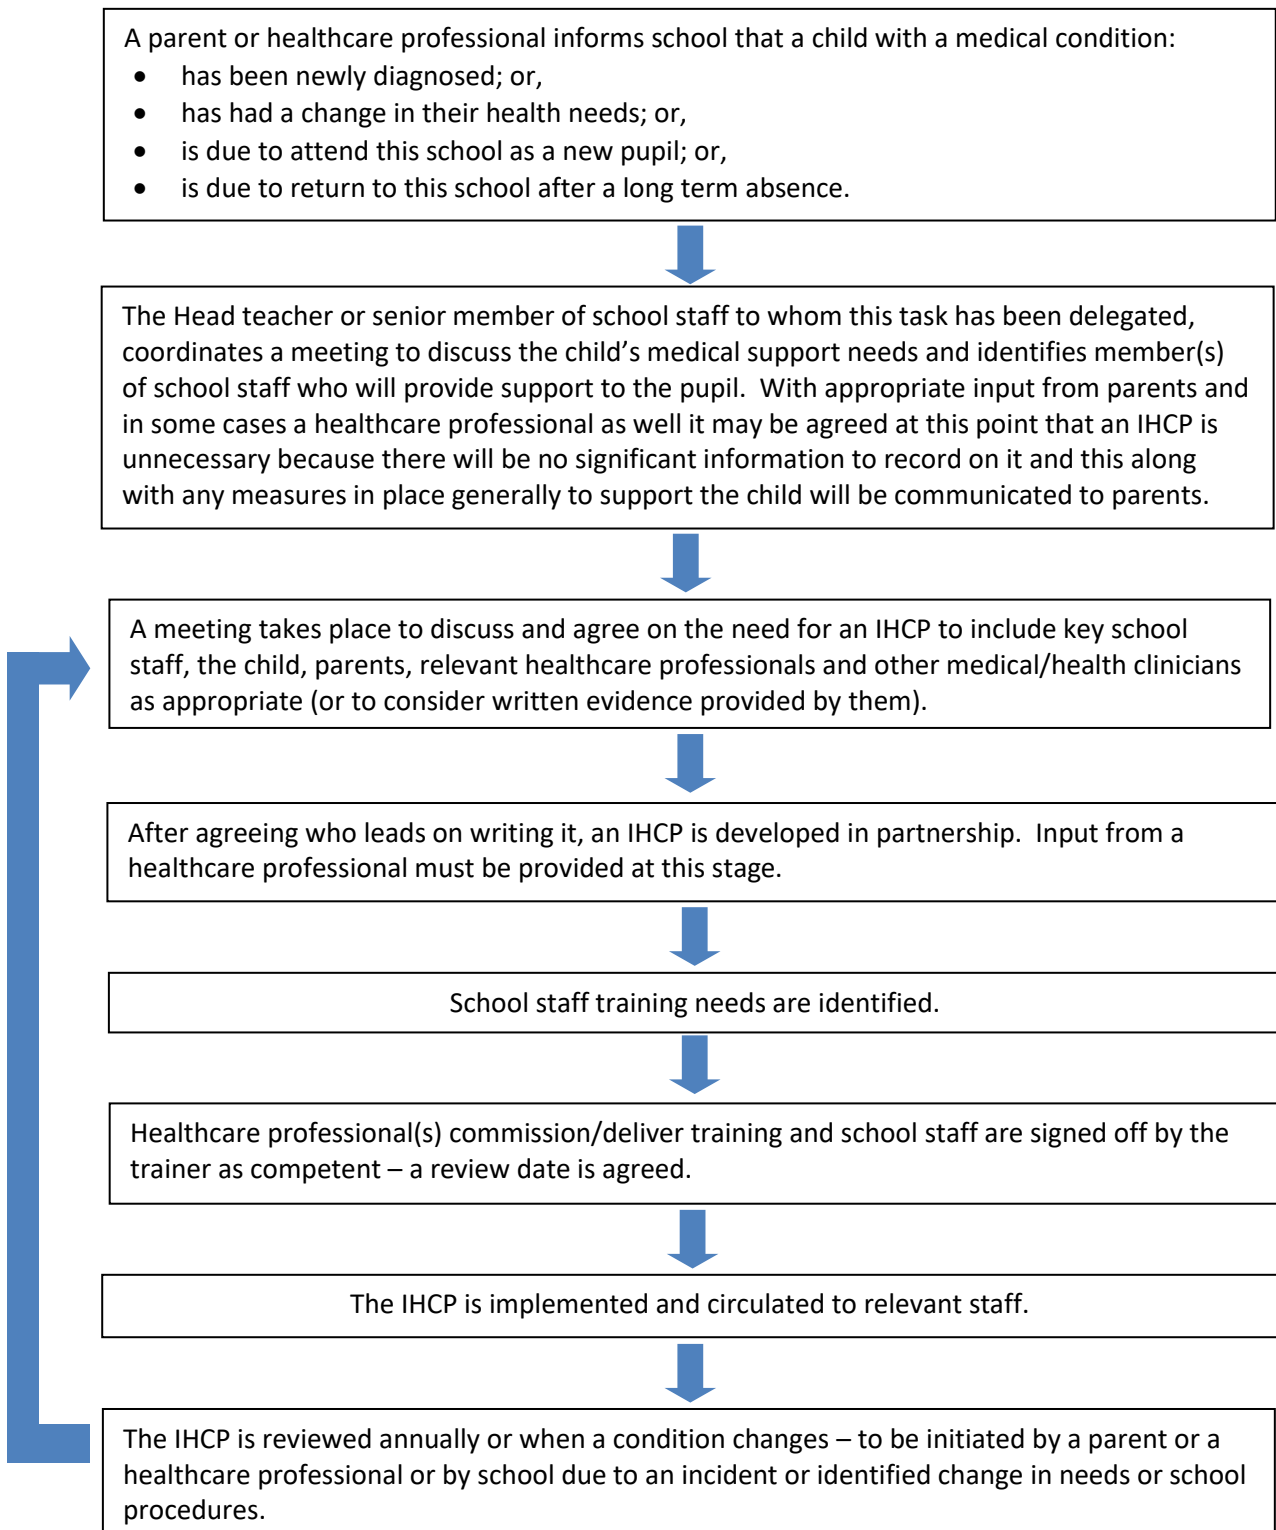 A parent or healthcare professional informs school that a child with a medical condition:
• has been newly diagnosed; or,
• has had a change in their health needs; or,
• is due to attend this school as a new pupil; or,
• is due to return to this school after a long term absence.
The Head teacher or senior member of school staff to whom this task has been delegated,
coordinates a meeting to discuss the child’s medical support needs and identifies member(s)
of school staff who will provide support to the pupil.  With appropriate input from parents and
in some cases a healthcare professional as well it may be agreed at this point that an IHCP is
unnecessary because there will be no significant information to record on it and this along
with any measures in place generally to support the child will be communicated to parents.
A meeting takes place to discuss and agree on the need for an IHCP to include key school
staff, the child, parents, relevant healthcare professionals and other medical/health clinicians
as appropriate (or to consider written evidence provided by them).
After agreeing who leads on writing it, an IHCP is developed in partnership.  Input from a
healthcare professional must be provided at this stage.
School staff training needs are identified.
Healthcare professional(s) commission/deliver training and school staff are signed off by the
trainer as competent – a review date is agreed.
The IHCP is implemented and circulated to relevant staff.
The IHCP is reviewed annually or when a condition changes – to be initiated by a parent or a
healthcare professional or by school due to an incident or identified change in needs or school
procedures.